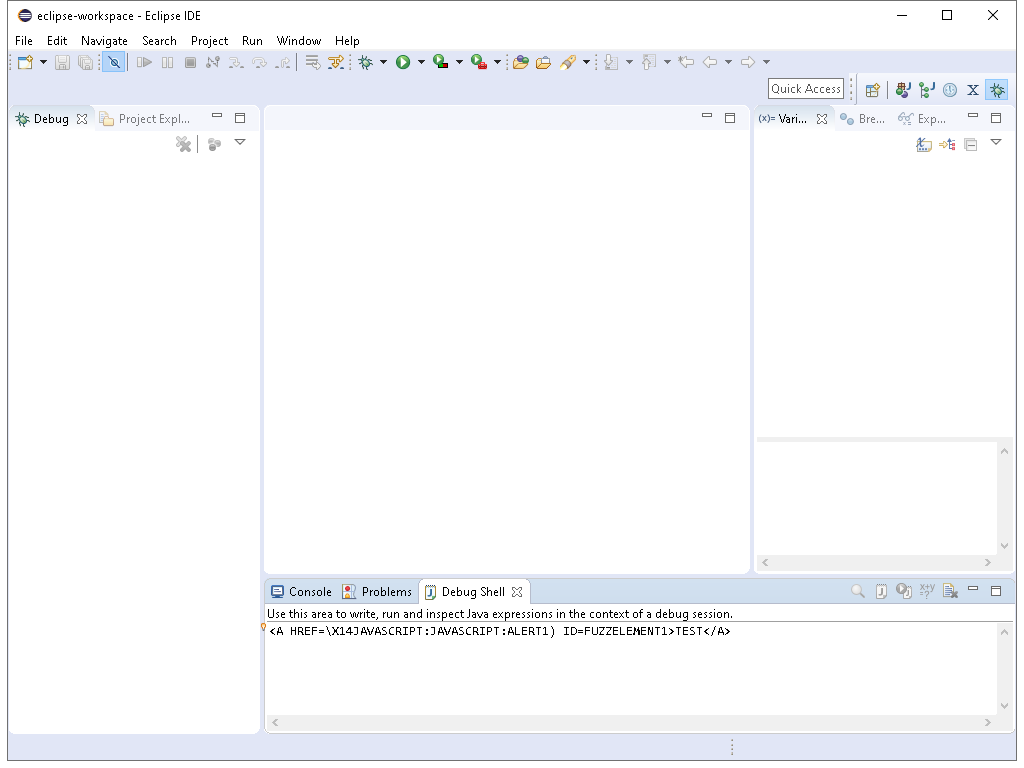 eclipse-workspace - Eclipse IDE
File Edit Navigate Search Project Run Window Help
Quick Access
Debug Project Expl...
(x)= Vari... Bre... Exp...
Console Problems Debug Shell
Use this area to write, run and inspect Java expressions in the context of a debug session.
<A HREF=\X14JAVASCRIPT:JAVASCRIPT:ALERT1) ID=FUZZELEMENT1>TEST</A>